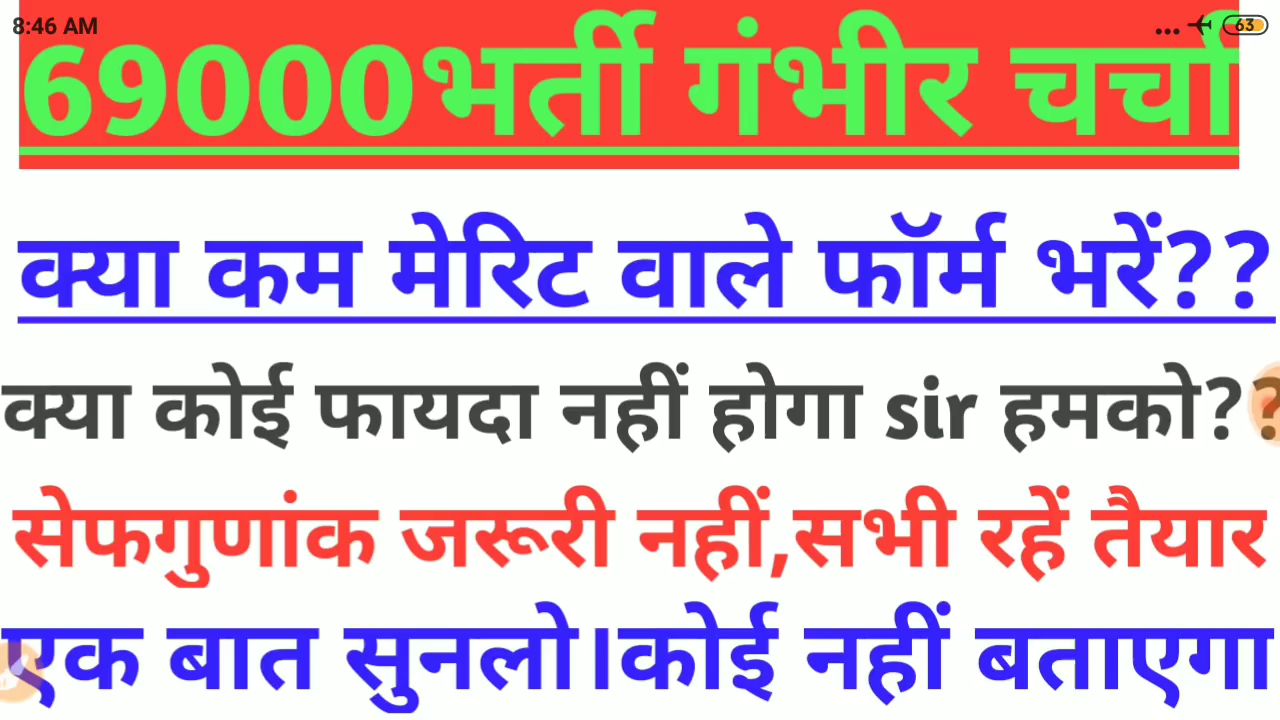 8:46 AM
63
69000भर्ती गंभीर चर्चा
क्या कम मेरिट वाले फॉर्म भरें??
क्या कोई फायदा नहीं होगा sir हमको??
सेफगुणांक जरूरी नहीं,सभी रहें तैयार
एक बात सुनलो।कोई नहीं बताएगा